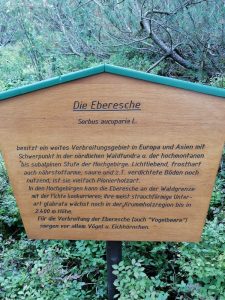 Die Eberesche
Sorbus aucuparia L.
besitzt ein weites Verbreitungsgebiet in Europa und Asien mit
Schwerpunkt in der nördlichen Waldtundra u. der hochmontanen
bis subalpinen Stufe der Hochgebirge. Lichtliebend, frosthart
auch nährstoffarme, saure und z.T. verdichtete Böden noch
nutzend, ist sie vielfach Pionierholzart.
In den Hochgebirgen kann die Eberesche an der Waldgrenze
mit der Fichte konkurrieren; ihre meist strauchförmige Unter-
art glabrata wächst noch in der Krummholzregion bis in
2400 m Höhe.
Für die Verbreitung der Eberesche (auch "Vogelbeere")
sorgen vor allem Vögel u. Eichhörnchen.